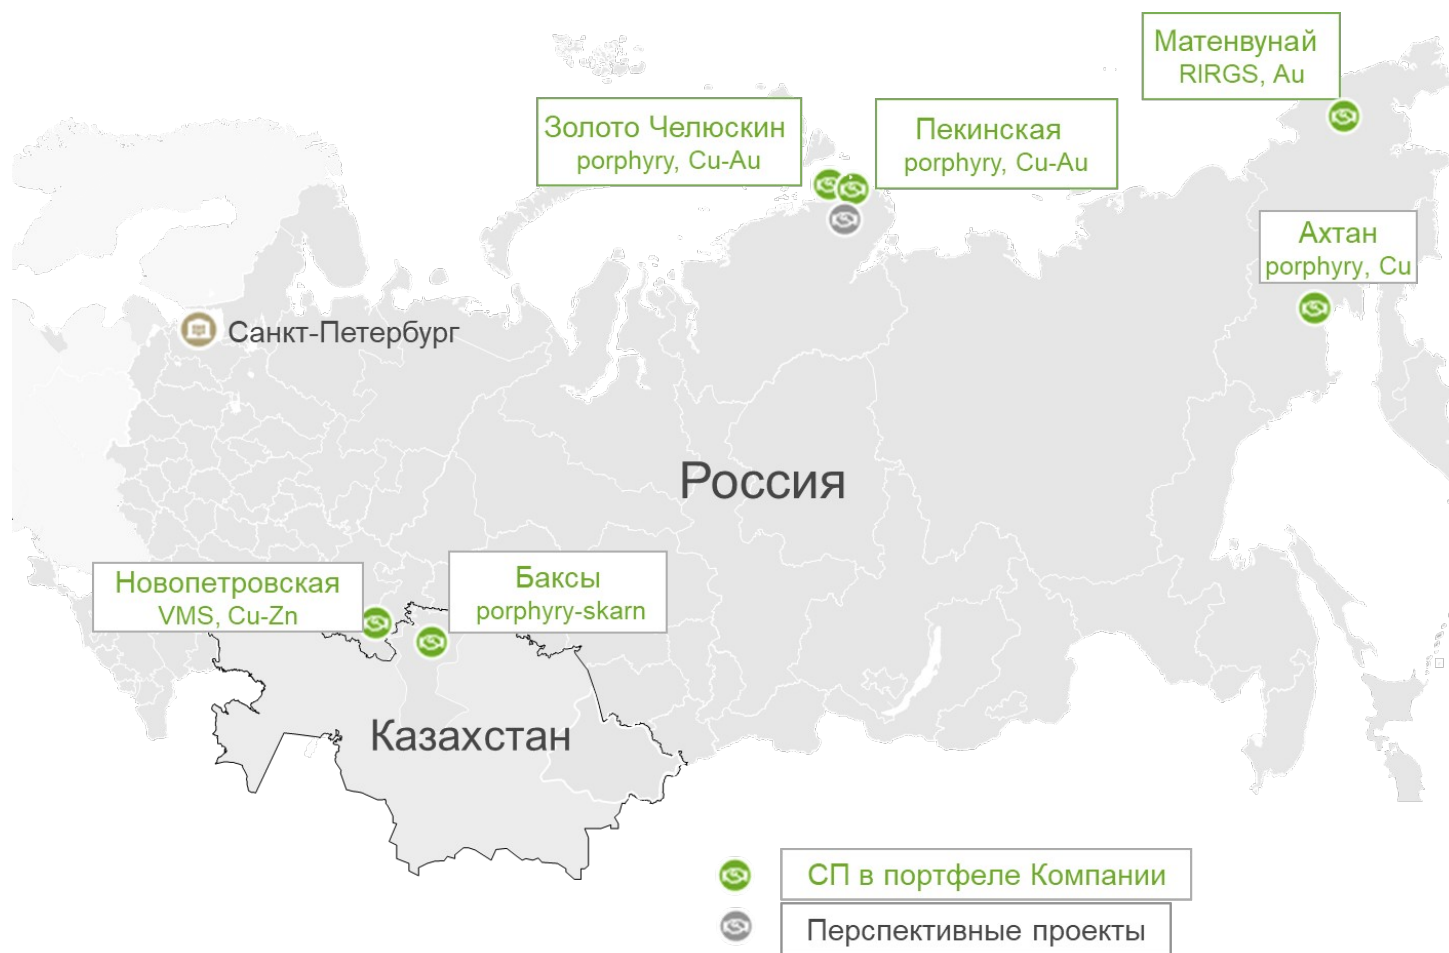 Матенвунай
RIRGS, Au
Золото Челюскин
porphyry, Cu-Au
Пекинская
porphyry, Cu-Au
Ахтан
porphyry, Cu
Санкт-Петербург
Россия
Новопетровская
VMS, Cu-Zn
Баксы
porphyry-skarn
Казахстан
СП в портфеле Компании
Перспективные проекты